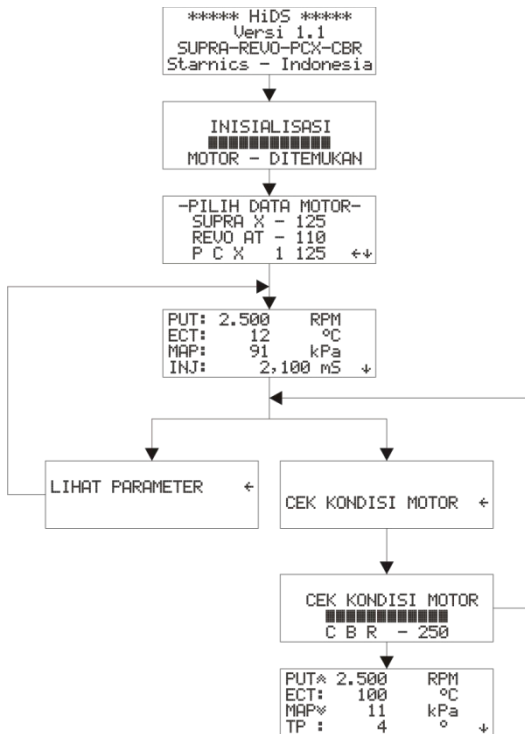 ***** HiDS *****
Versi 1.1
SUPRA-REVO-PCX-CBR
Starnics - Indonesia
INISIALISASI
MOTOR - DITEMUKAN
-PILIH DATA MOTOR-
SUPRA X - 125
REVO AT - 110
P C X 1 125 ←↓
PUT: 2.500 RPM
ECT: 12 °C
MAP: 91 kPa
INJ: 2,100 mS ↓
LIHAT PARAMETER ←
CEK KONDISI MOTOR ←
CEK KONDISI MOTOR
C B R - 250
PUT 2.500 RPM
ECT: 100 °C
MAP 11 kPa
TP : 4 ° ↓